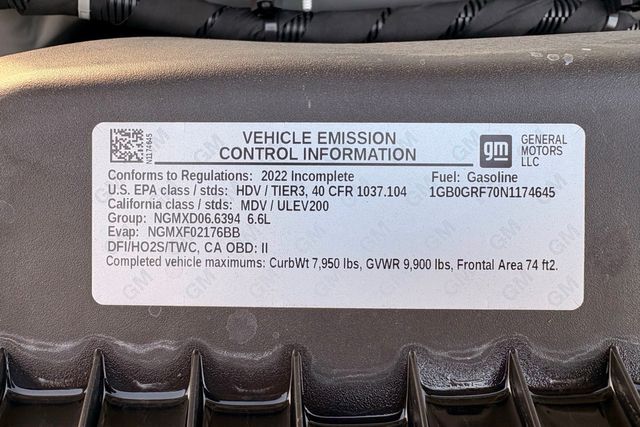 N1174645
VEHICLE EMISSION
CONTROL INFORMATION
gm
GENERAL
MOTORS
LLC
Conforms to Regulations: 2022 Incomplete
Fuel: Gasoline
U.S. EPA class / stds: HDV / TIER3, 40 CFR 1037.104
1GB0GRF70N1174645
California class / stds: MDV / ULEV200
Group: NGMXD06.6394 6.6L
Evap: NGMXF02176BB
DFI/HO2S/TWC, CA OBD: II
Completed vehicle maximums: CurbWt 7,950 lbs, GVWR 9,900 lbs, Frontal Area 74 ft2.